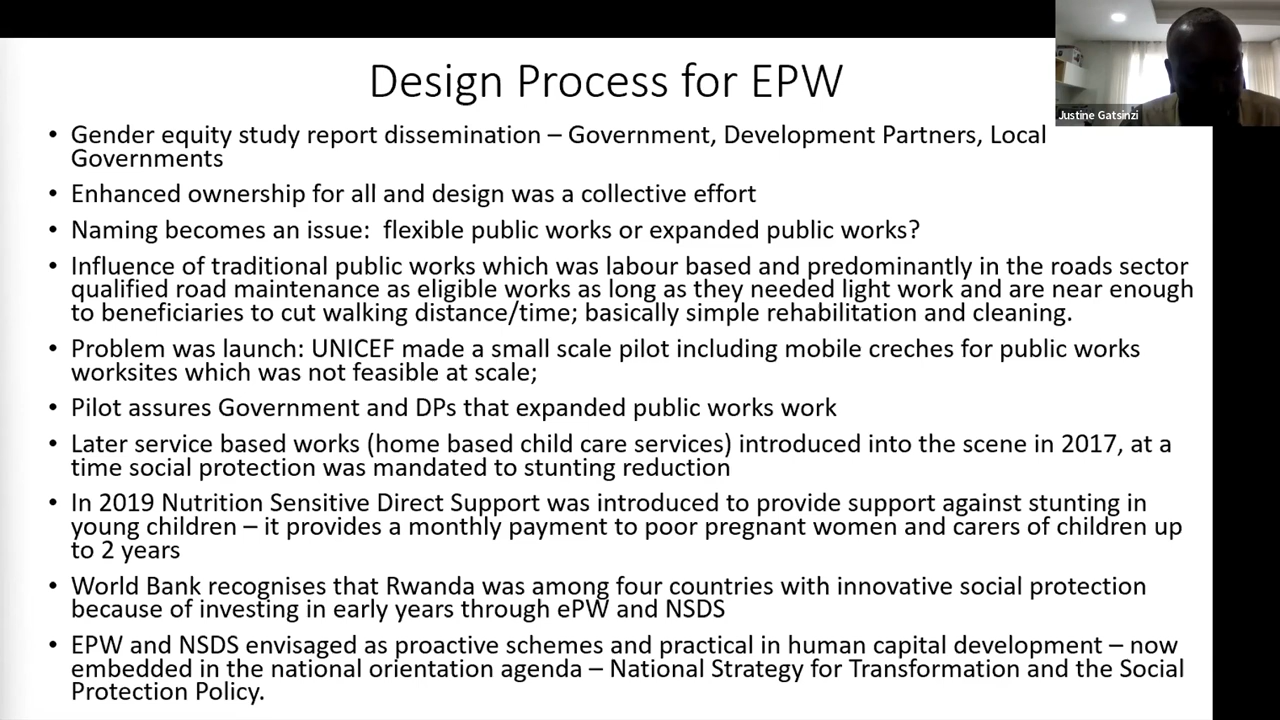 Design Process for EPW
Justine Gatsinzi
• Gender equity study report dissemination – Government, Development Partners, Local
Governments
• Enhanced ownership for all and design was a collective effort
• Naming becomes an issue:  flexible public works or expanded public works?
• Influence of traditional public works which was labour based and predominantly in the roads sector
qualified road maintenance as eligible works as long as they needed light work and are near enough
to beneficiaries to cut walking distance/time; basically simple rehabilitation and cleaning.
• Problem was launch: UNICEF made a small scale pilot including mobile creches for public works
worksites which was not feasible at scale;
• Pilot assures Government and DPs that expanded public works work
• Later service based works (home based child care services) introduced into the scene in 2017, at a
time social protection was mandated to stunting reduction
• In 2019 Nutrition Sensitive Direct Support was introduced to provide support against stunting in
young children – it provides a monthly payment to poor pregnant women and carers of children up
to 2 years
• World Bank recognises that Rwanda was among four countries with innovative social protection
because of investing in early years through ePW and NSDS
• EPW and NSDS envisaged as proactive schemes and practical in human capital development – now
embedded in the national orientation agenda – National Strategy for Transformation and the Social
Protection Policy.